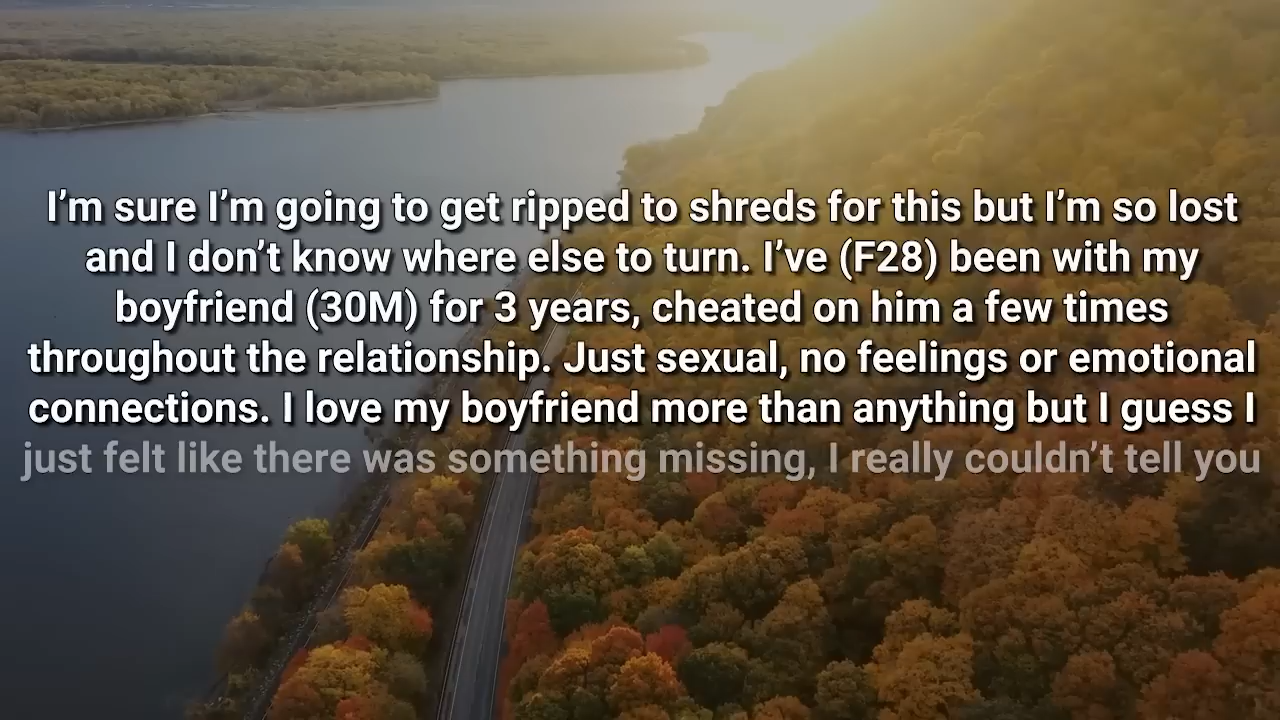 I’m sure I’m going to get ripped to shreds for this but I’m so lost
and I don’t know where else to turn. I’ve (F28) been with my
boyfriend (30M) for 3 years, cheated on him a few times
throughout the relationship. Just sexual, no feelings or emotional
connections. I love my boyfriend more than anything but I guess I
just felt like there was something missing, I really couldn’t tell you